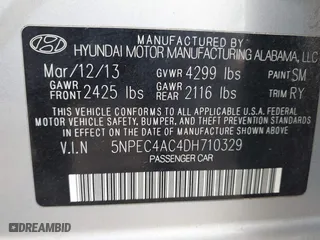 MFD BY
HYUNDAI MOTOR MANUFACTURING ALABAMA, LLC
Mar/12/13 GVWR 4299 lbs PAINT SM
GAWR FRONT 2425 lbs GAWR REAR 2116 lbs TRIM RY
THIS VEHICLE CONFORMS TO ALL APPLICABLE U.S. FEDERAL MOTOR VEHICLE
SAFETY, BUMPER, AND THEFT PREVENTION STANDARDS IN EFFECT ON
THE DATE OF MANUFACTURE SHOWN ABOVE.
V.I.N 5NPEC4AC4DH710329
PASSENGER CAR
DREAMBID